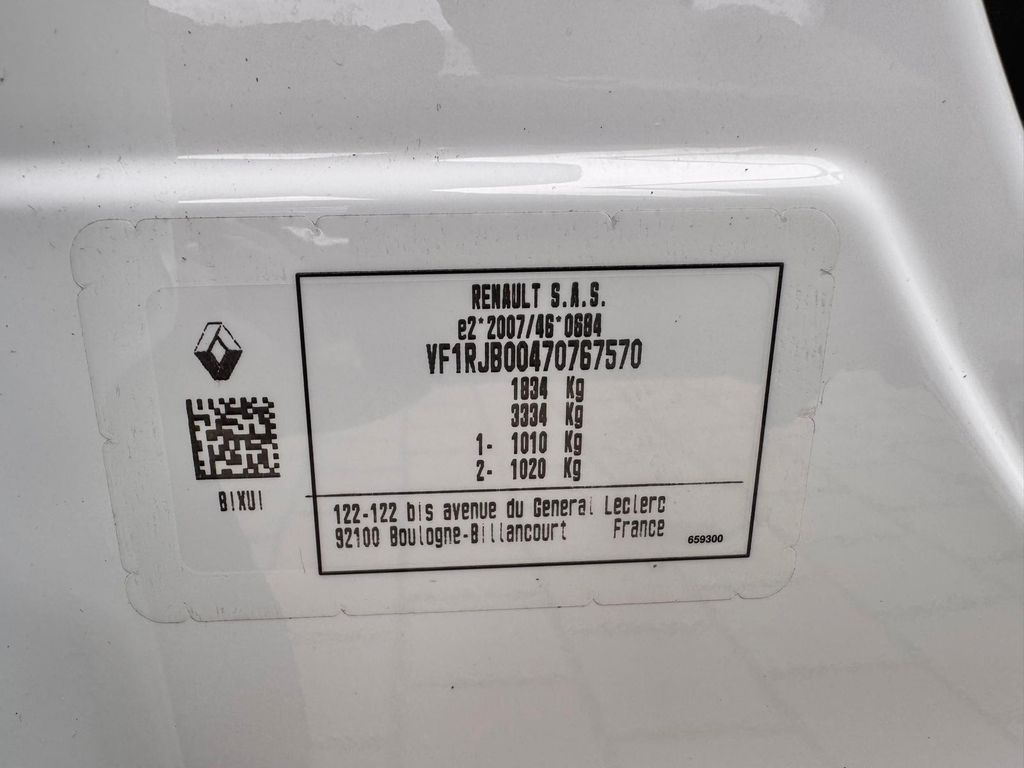 RENAULT S.A.S.
e2*2007/46*0684
VF1RJB00470767570
1834 Kg
3334 Kg
1- 1010 Kg
2- 1020 Kg
BIXUI
122-122 bis avenue du General Leclerc
92100 Boulogne-Billancourt France
659300